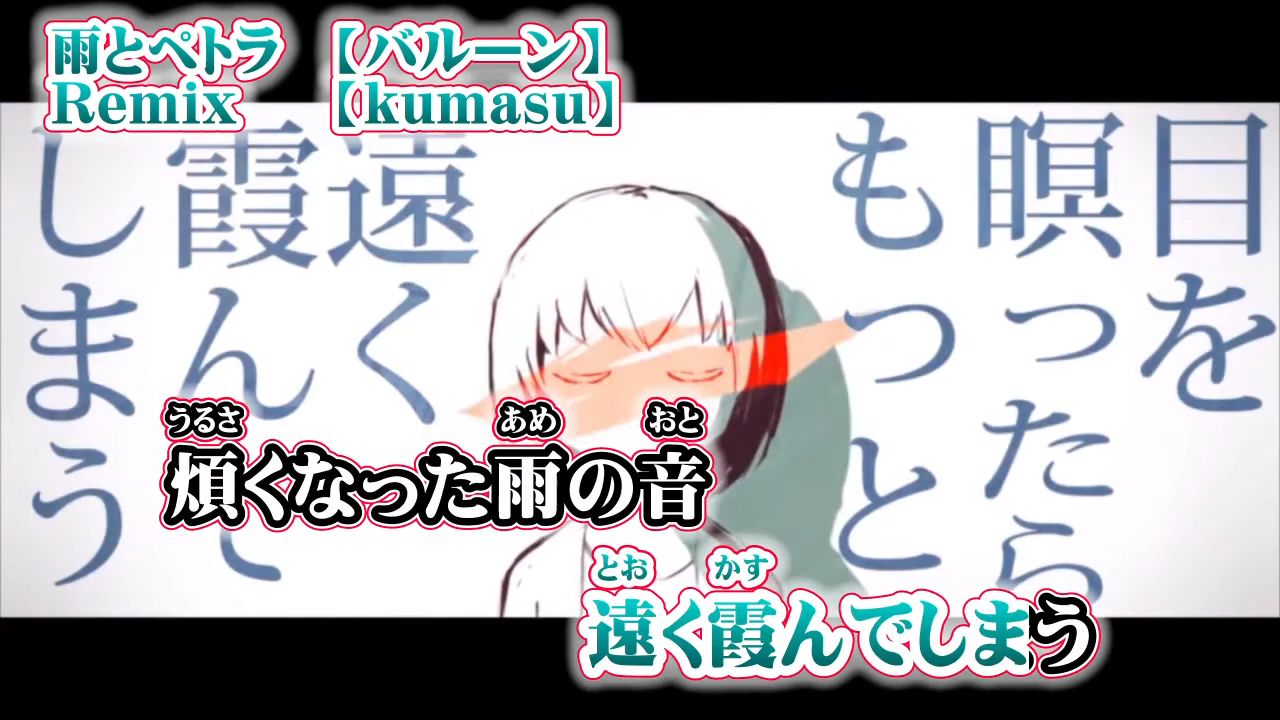 雨とペトラ 【バルーン】
Remix 【kumasu】
目を
瞑ったら
もっと
遠く
霞んで
しまう
うるさ あめ おと
煩くなった雨の音
とお かす
遠く霞んでしまう